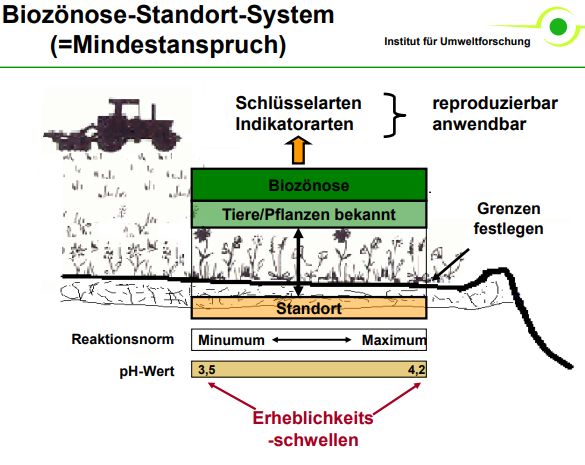 Biozönose-Standort-System
(=Mindestanspruch)
Institut für Umweltforschung
Schlüsselarten
Indikatorarten
reproduzierbar
anwendbar
Biozönose
Tiere/Pflanzen bekannt
Grenzen
festlegen
Standort
Reaktionsnorm
Minumum
Maximum
pH-Wert
3,5
4,2
Erheblichkeits
-schwellen